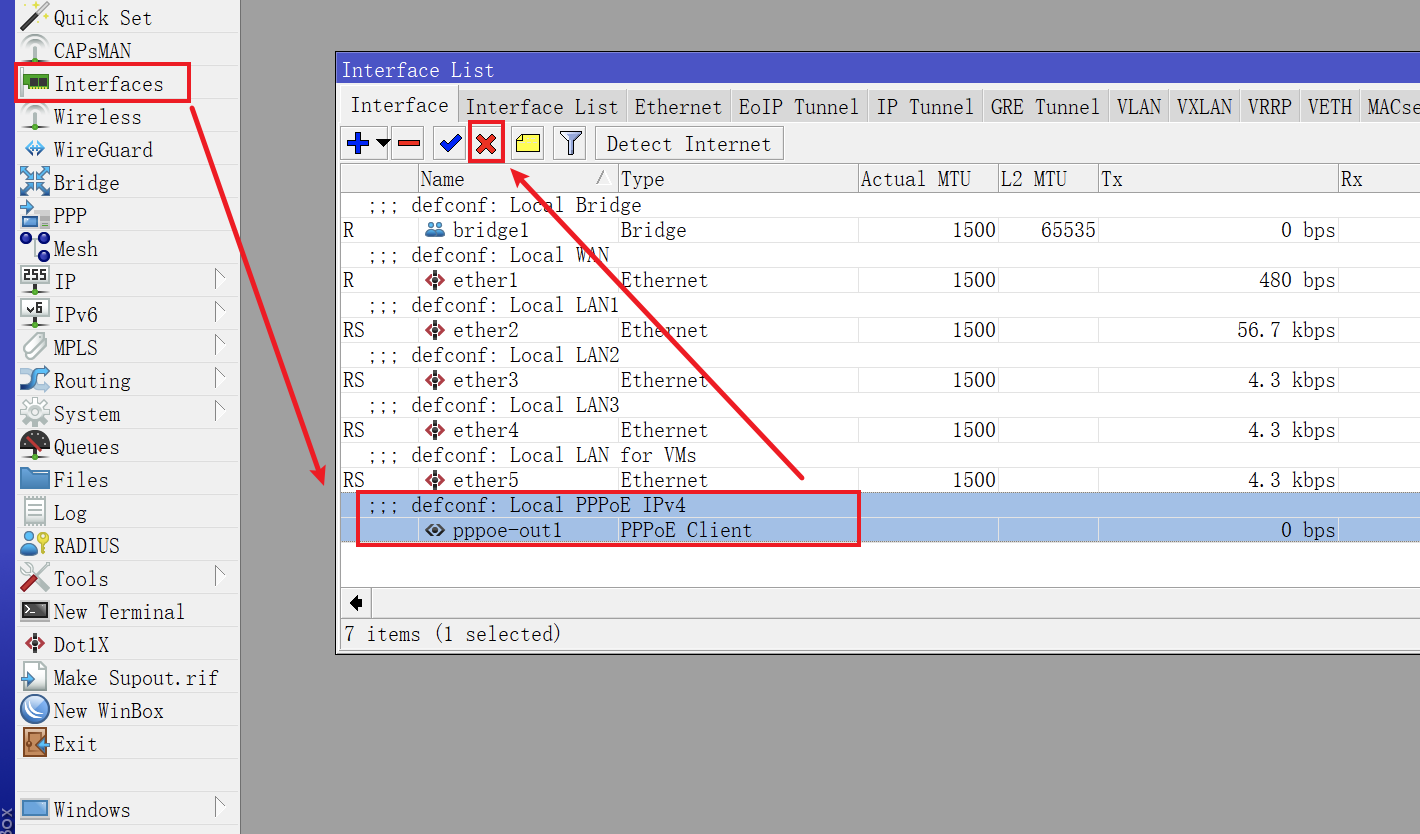 Quick Set
CAPsMAN
Interfaces
Wireless
WireGuard
Bridge
PPP
Mesh
255 IP
v6 IPv6
MPLS
Routing
System
Queues
Files
Log
RADIUS
Tools
New Terminal
Dot1X
Make Supout.rif
New WinBox
Exit
Windows
Box
Interface List
Interface Interface List Ethernet EoIP Tunnel IP Tunnel GRE Tunnel VLAN VXLAN VRRP VETH MACse
Detect Internet
Name Type Actual MTU L2 MTU Tx Rx
;;; defconf: Local Bridge
R bridge1 Bridge 1500 65535 0 bps
;;; defconf: Local WAN
R ether1 Ethernet 1500 480 bps
;;; defconf: Local LAN1
RS ether2 Ethernet 1500 56.7 kbps
;;; defconf: Local LAN2
RS ether3 Ethernet 1500 4.3 kbps
;;; defconf: Local LAN3
RS ether4 Ethernet 1500 4.3 kbps
;;; defconf: Local LAN for VMs
RS ether5 Ethernet 1500 4.3 kbps
;;; defconf: Local PPPoE IPv4
pppoe-out1 PPPoE Client 0 bps
7 items (1 selected)